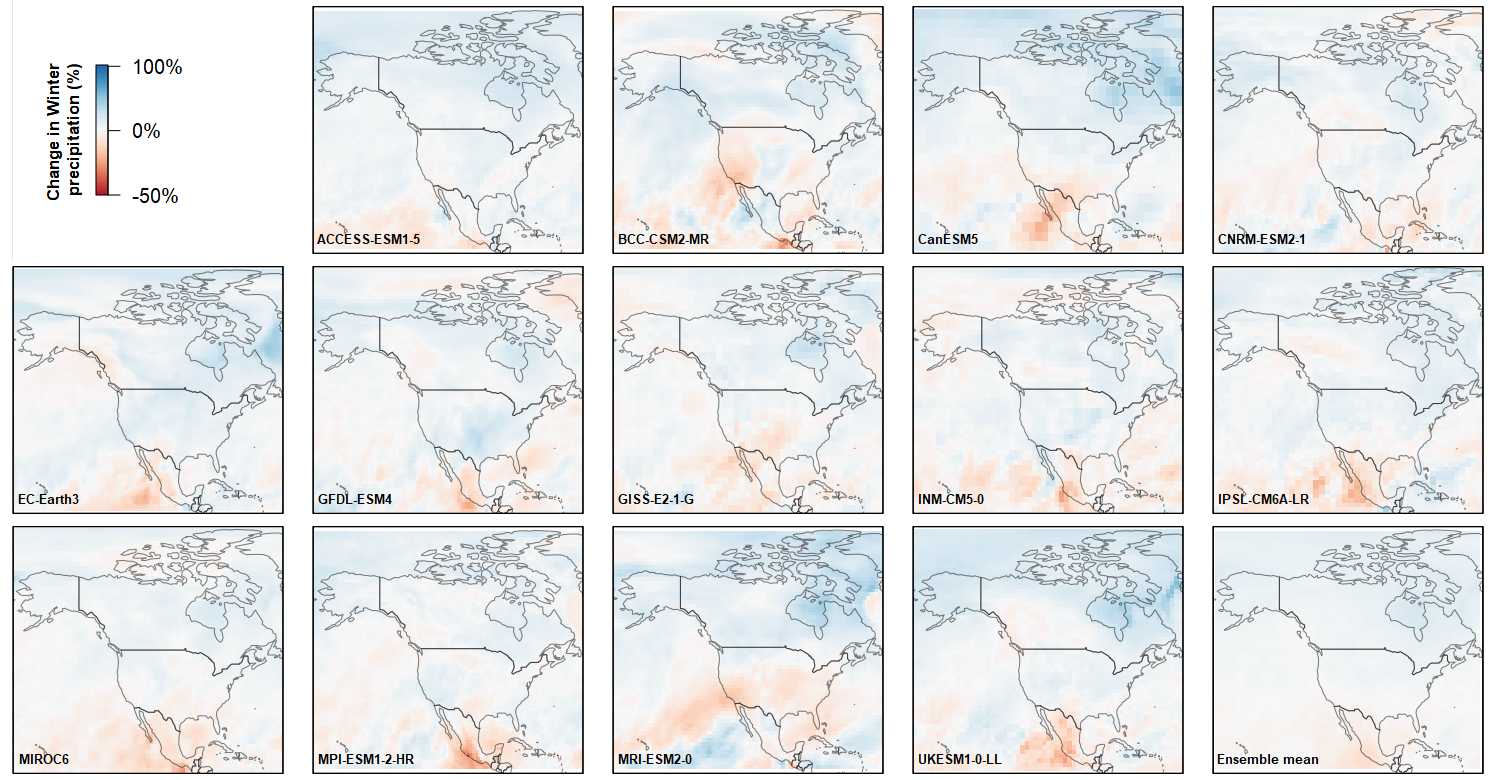 Change in Winter
precipitation (%)
100%
0%
-50%
ACCESS-ESM1-5
BCC-CSM2-MR
CanESM5
CNRM-ESM2-1
EC-Earth3
GFDL-ESM4
GISS-E2-1-G
INM-CM5-0
IPSL-CM6A-LR
MIROC6
MPI-ESM1-2-HR
MRI-ESM2-0
UKESM1-0-LL
Ensemble mean